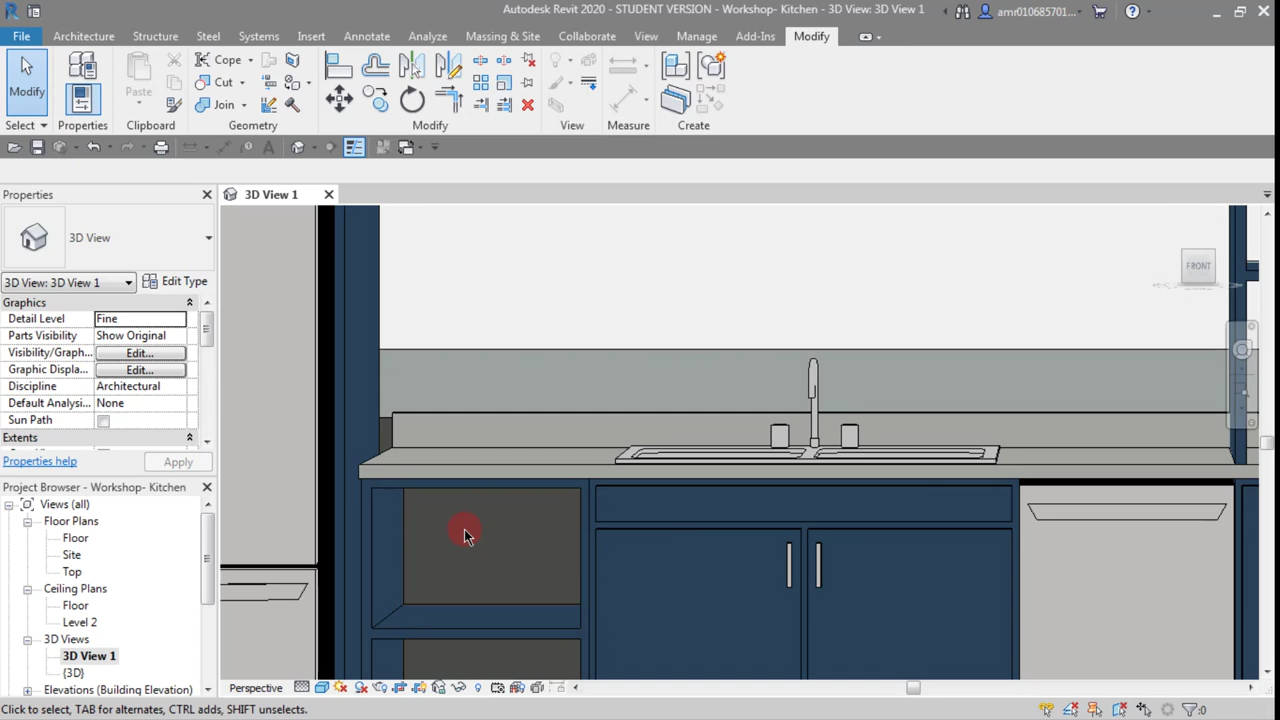 Autodesk Revit 2020 - STUDENT VERSION - Workshop- Kitchen - 3D View: 3D View 1
amr010685701...
File Architecture Structure Steel Systems Insert Annotate Analyze Massing & Site Collaborate View Manage Add-Ins Modify
Modify
Select
Properties
Paste
Clipboard
Cope
Cut
Join
Geometry
Modify
View
Measure
Create
Properties
3D View 1
3D View
3D View: 3D View 1
Edit Type
Graphics
Detail Level Fine
Parts Visibility Show Original
Visibility/Graph... Edit...
Graphic Displa... Edit...
Discipline Architectural
Default Analysi... None
Sun Path
Extents
Properties help
Apply
FRONT
Project Browser - Workshop- Kitchen
Views (all)
Floor Plans
Floor
Site
Top
Ceiling Plans
Floor
Level 2
3D Views
3D View 1
{3D}
Elevations (Building Elevation)
Perspective
Click to select, TAB for alternates, CTRL adds, SHIFT unselects.
:0